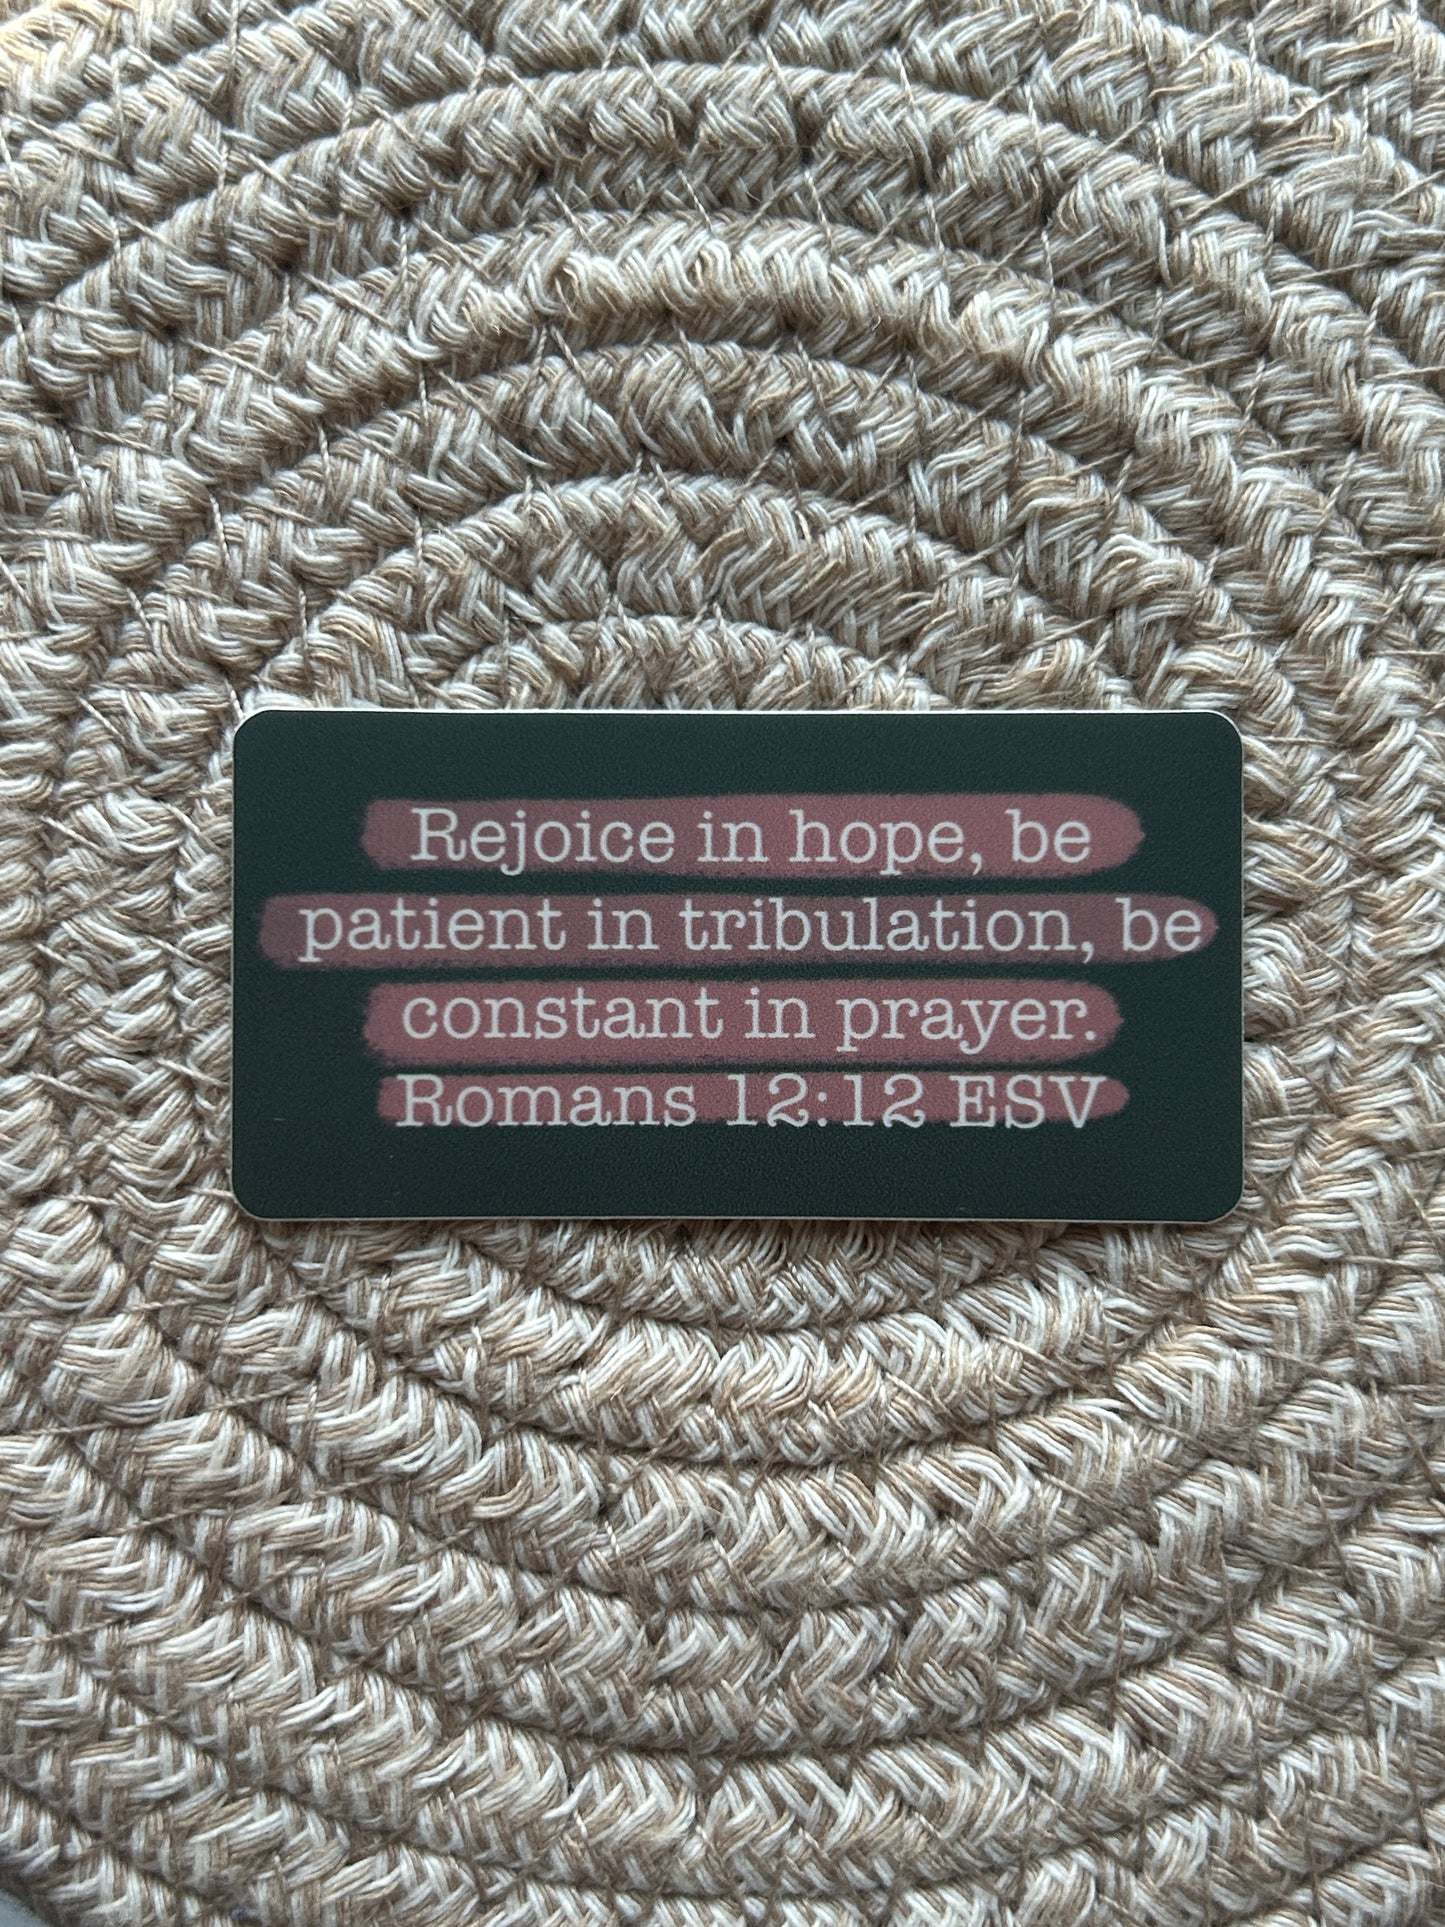 Rejoice in hope, be
patient in tribulation, be
constant in prayer.
Romans 12:12 ESV